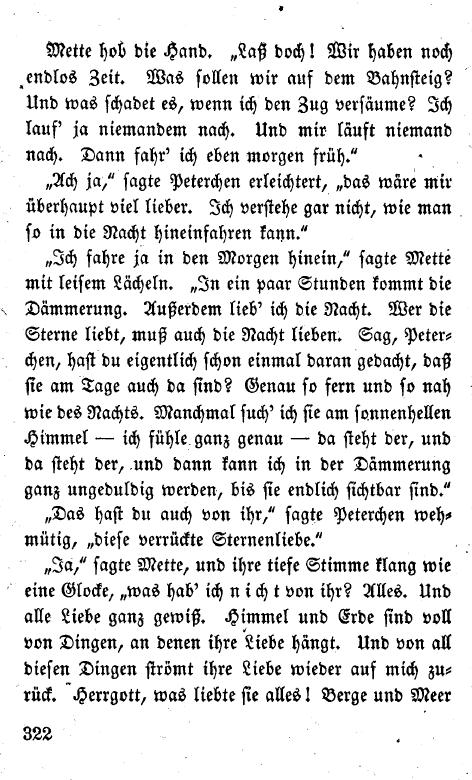 Mette hob die Hand. „Laß doch! Wir haben noch
endlos Zeit. Was sollen wir auf dem Bahnsteig?
Und was schadet es, wenn ich den Zug versäume? Ich
lauf’ ja niemandem nach. Und mir läuft niemand
nach. Dann fahr’ ich eben morgen früh.“
„Ach ja,“ sagte Peterchen erleichtert, „das wäre mir
überhaupt viel lieber. Ich verstehe gar nicht, wie man
so in die Nacht hineinfahren kann.“
„Ich fahre ja in den Morgen hinein,“ sagte Mette
mit leisem Lächeln. „In ein paar Stunden kommt die
Dämmerung. Außerdem lieb’ ich die Nacht. Wer die
Sterne liebt, muß auch die Nacht lieben. Sag, Peter-
chen, hast du eigentlich schon einmal daran gedacht, daß
sie am Tage auch da sind? Genau so fern und so nah
wie des Nachts. Manchmal such’ ich sie am sonnenhellen
Himmel — ich fühle ganz genau — da steht der, und
da steht der, und dann kann ich in der Dämmerung
ganz ungeduldig werden, bis sie endlich sichtbar sind.“
„Das hast du auch von ihr,“ sagte Peterchen weh-
mütig, „diese verrückte Sternenliebe.“
„Ja,“ sagte Mette, und ihre tiefe Stimme klang wie
eine Glocke, „was hab’ ich n i c h t von ihr? Alles. Und
alle Liebe ganz gewiß. Himmel und Erde sind voll
von Dingen, an denen ihre Liebe hängt. Und von all
diesen Dingen strömt ihre Liebe wieder auf mich zu-
rück. Herrgott, was liebte sie alles! Berge und Meer
322